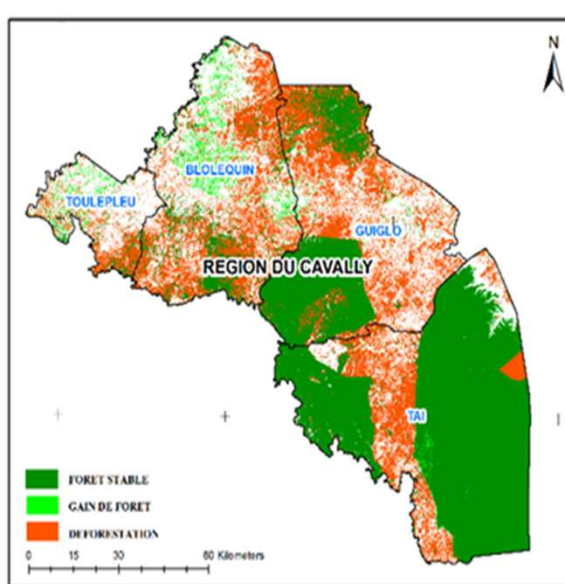 N
BLOLEQUIN
TOULEPLEU
GUIGLO
REGION DU CAVALLY
TAI
FORET STABLE
GAIN DE FORET
DEFORESTATION
0 15 30 60 Kilometers